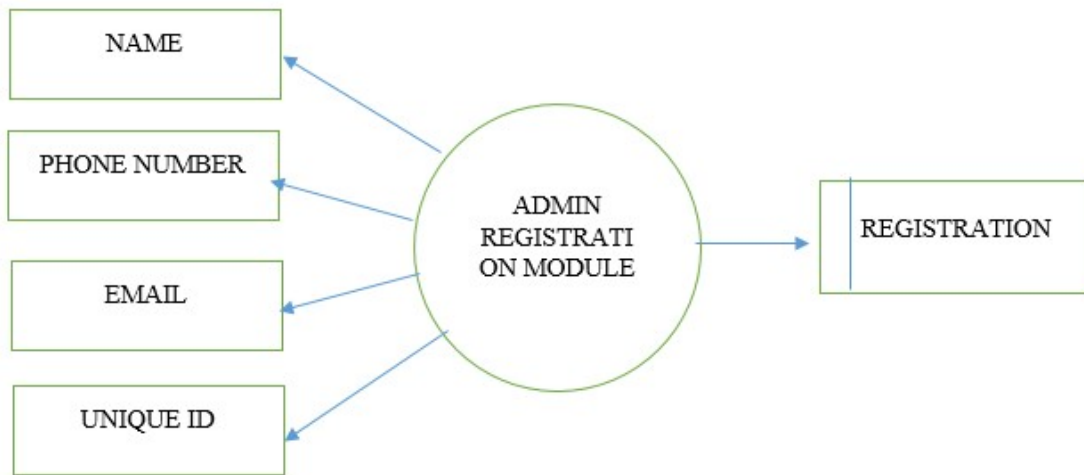 NAME
PHONE NUMBER
EMAIL
UNIQUE ID
ADMIN
REGISTRATI
ON MODULE
REGISTRATION